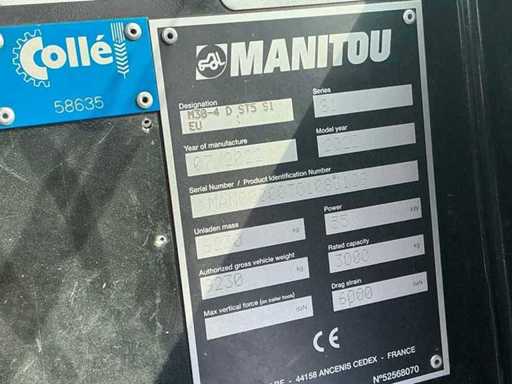 Collé
58635
MANITOU
Designation
M30-4 D ST5 S1
EU
Series
S1
Year of manufacture
Model year
Serial Number / Product Identification Number
Unladen mass
kg
Power
55 kW
Authorized gross vehicle weight
9230 kg
Rated capacity
3000 kg
Max vertical force (on trailer hook)
daN
Drag strain
6000 daN
CE
44158 ANCENIS CEDEX - FRANCE
N°52568070